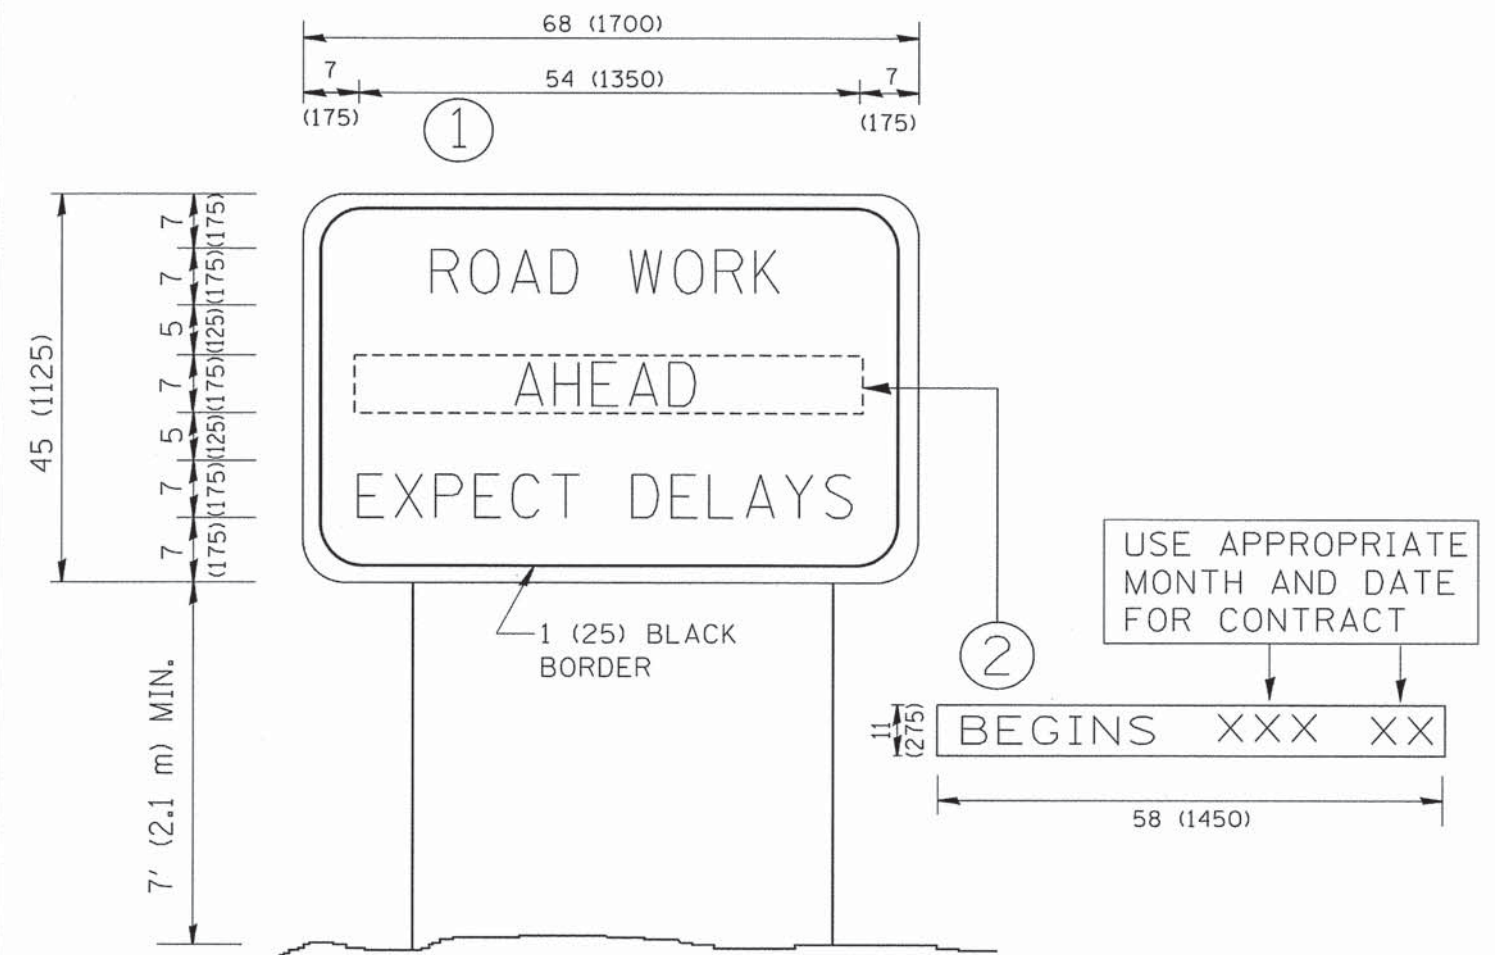 68 (1700)
7
54 (1350)
7
(175)
(175)
1
7
(175)
7
(175)
5
(125)
7
(175)
5
(125)
7
(175)
7
(175)
45 (1125)
7' (2.1 m) MIN.
ROAD WORK
AHEAD
EXPECT DELAYS
1 (25) BLACK
BORDER
2
USE APPROPRIATE
MONTH AND DATE
FOR CONTRACT
11
(275)
BEGINS XXX XX
58 (1450)